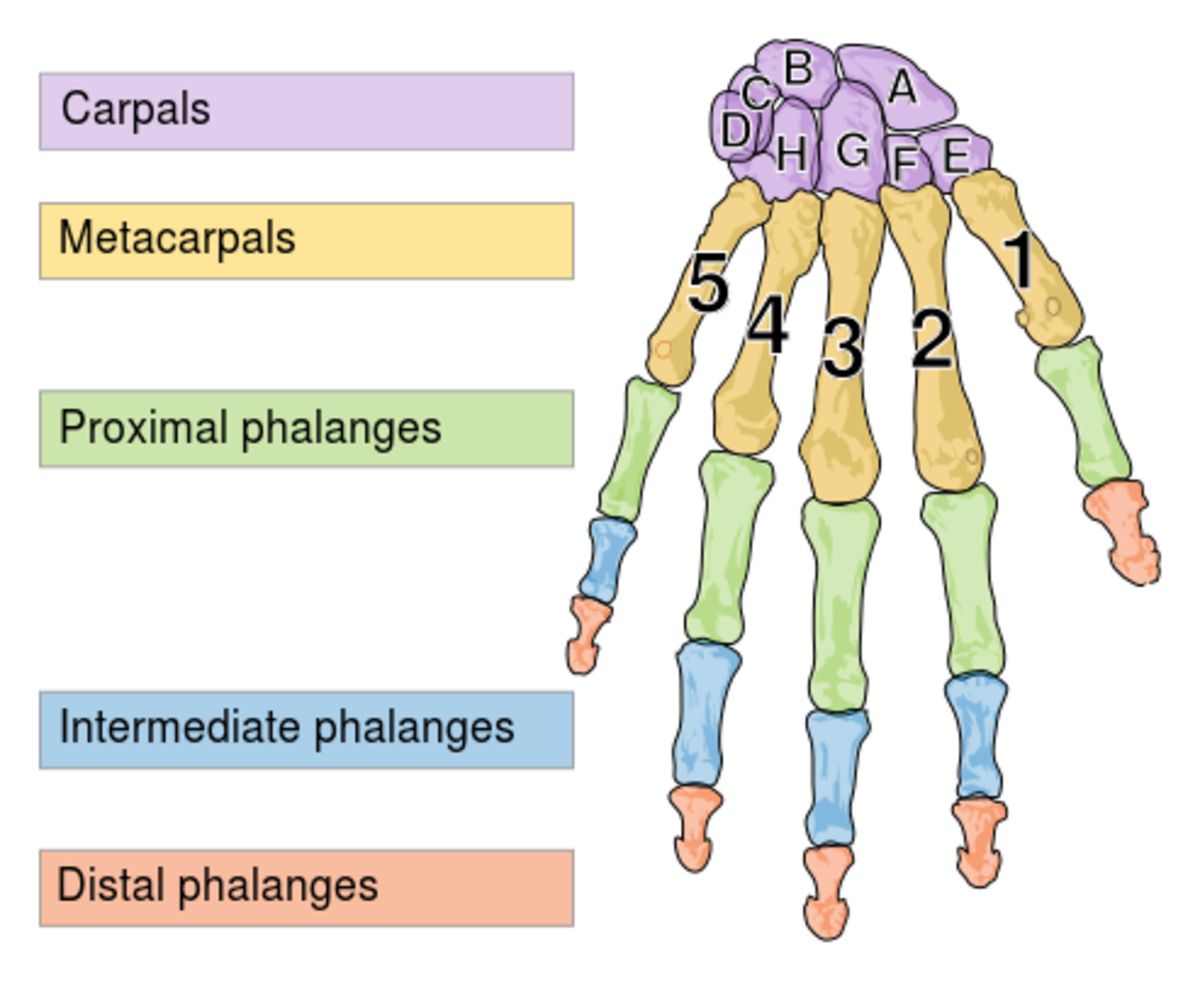 Carpals
Metacarpals
Proximal phalanges
Intermediate phalanges
Distal phalanges
B
A
C
D
H
G
F
E
1
5
4
3
2